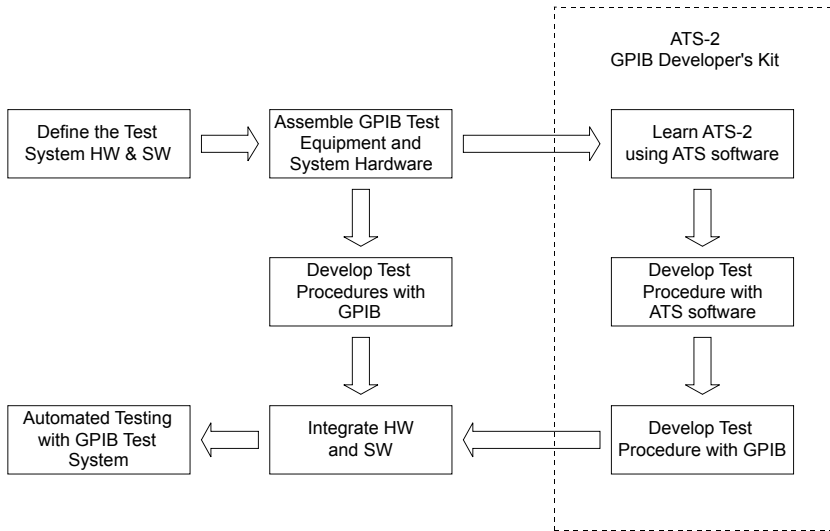 ATS-2
GPIB Developer's Kit
Define the Test
System HW & SW
Assemble GPIB Test
Equipment and
System Hardware
Learn ATS-2
using ATS software
Develop Test
Procedures with
GPIB
Develop Test
Procedure with
ATS software
Automated Testing
with GPIB Test
System
Integrate HW
and SW
Develop Test
Procedure with GPIB